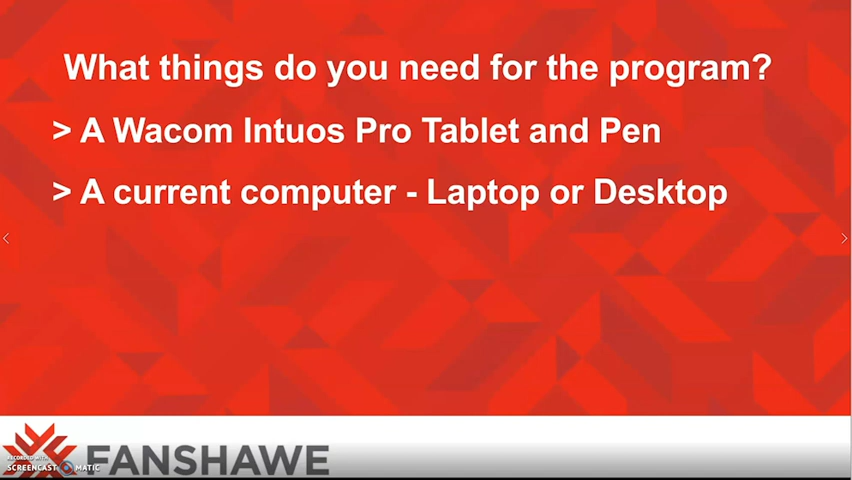 What things do you need for the program?
> A Wacom Intuos Pro Tablet and Pen
> A current computer - Laptop or Desktop
FANSHAWE
RECORDED WITH
SCREENCAST MATIC